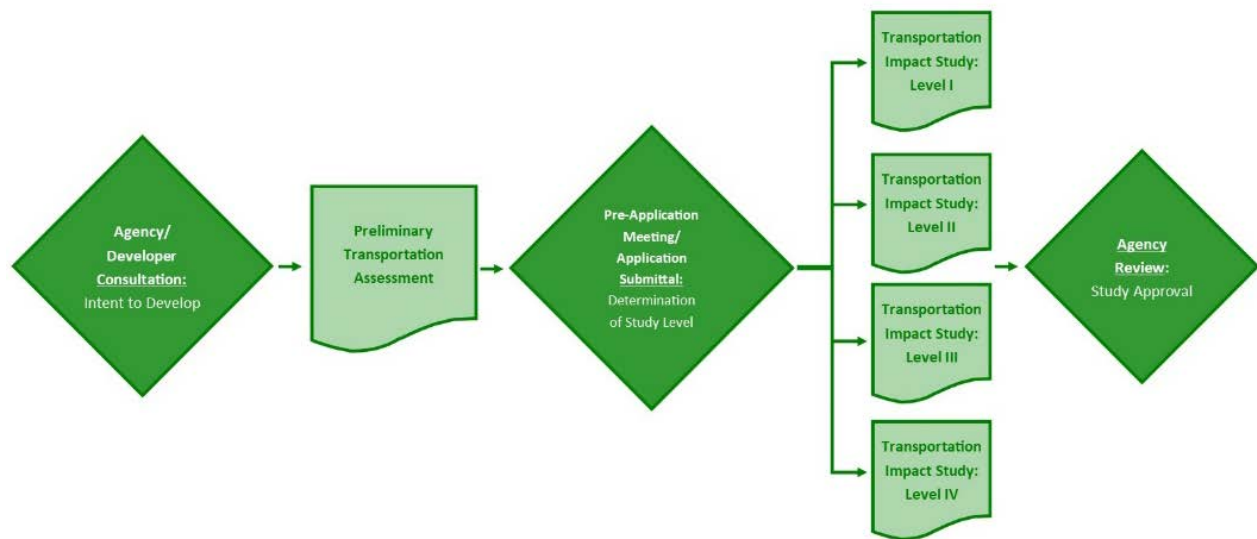 Agency/
Developer
Consultation:
Intent to Develop
Preliminary
Transportation
Assessment
Pre-Application
Meeting/
Application
Submittal:
Determination
of Study Level
Transportation
Impact Study:
Level I
Transportation
Impact Study:
Level II
Transportation
Impact Study:
Level III
Transportation
Impact Study:
Level IV
Agency
Review:
Study Approval